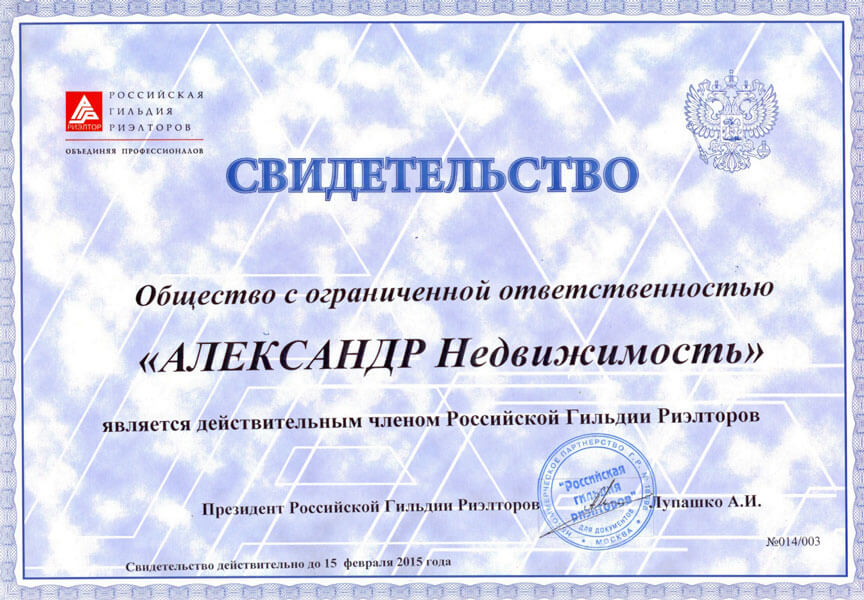 РОССИЙСКАЯ
ГИЛЬДИЯ
РИЭЛТОРОВ
РИЭЛТОР
ОБЪЕДИНЯЯ ПРОФЕССИОНАЛОВ
СВИДЕТЕЛЬСТВО
Общество с ограниченной ответственностью
«АЛЕКСАНДР Недвижимость»
является действительным членом Российской Гильдии Риэлторов
НЕКОММЕРЧЕСКОЕ ПАРТНЕРСТВО Г.Р. №
"Российская
гильдия
риэлторов"
ДЛЯ ДОКУМЕНТОВ
МОСКВА
Президент Российской Гильдии Риэлторов Лупашко А.И.
№014/003
Свидетельство действительно до 15 февраля 2015 года